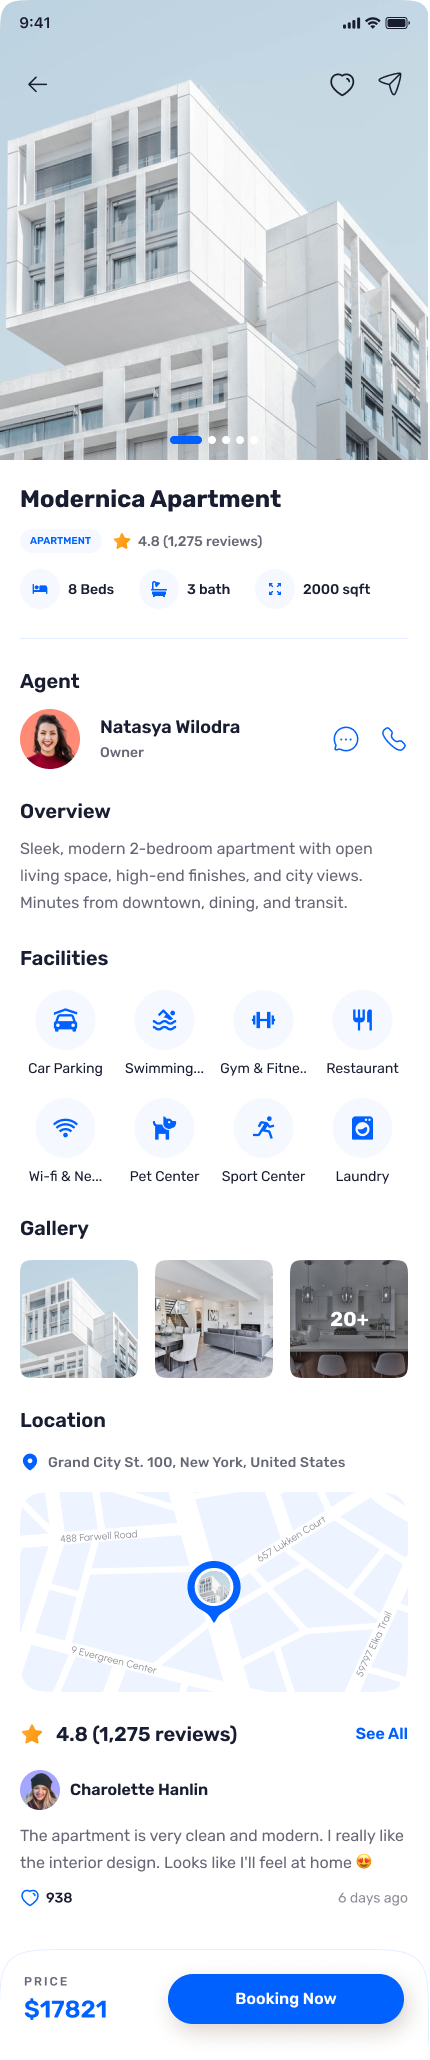 9:41
Modernica Apartment
APARTMENT
4.8 (1,275 reviews)
8 Beds
3 bath
2000 sqft
Agent
Natasya Wilodra
Owner
Overview
Sleek, modern 2-bedroom apartment with open
living space, high-end finishes, and city views.
Minutes from downtown, dining, and transit.
Facilities
Car Parking
Swimming...
Gym & Fitne..
Restaurant
Wi-fi & Ne...
Pet Center
Sport Center
Laundry
Gallery
20+
Location
Grand City St. 100, New York, United States
488 Farwell Road
657 Lukken Court
9 Evergreen Center
59797 Elka Trail
4.8 (1,275 reviews)
See All
Charolette Hanlin
The apartment is very clean and modern. I really like
the interior design. Looks like I'll feel at home 😍
938
6 days ago
PRICE
$17821
Booking Now